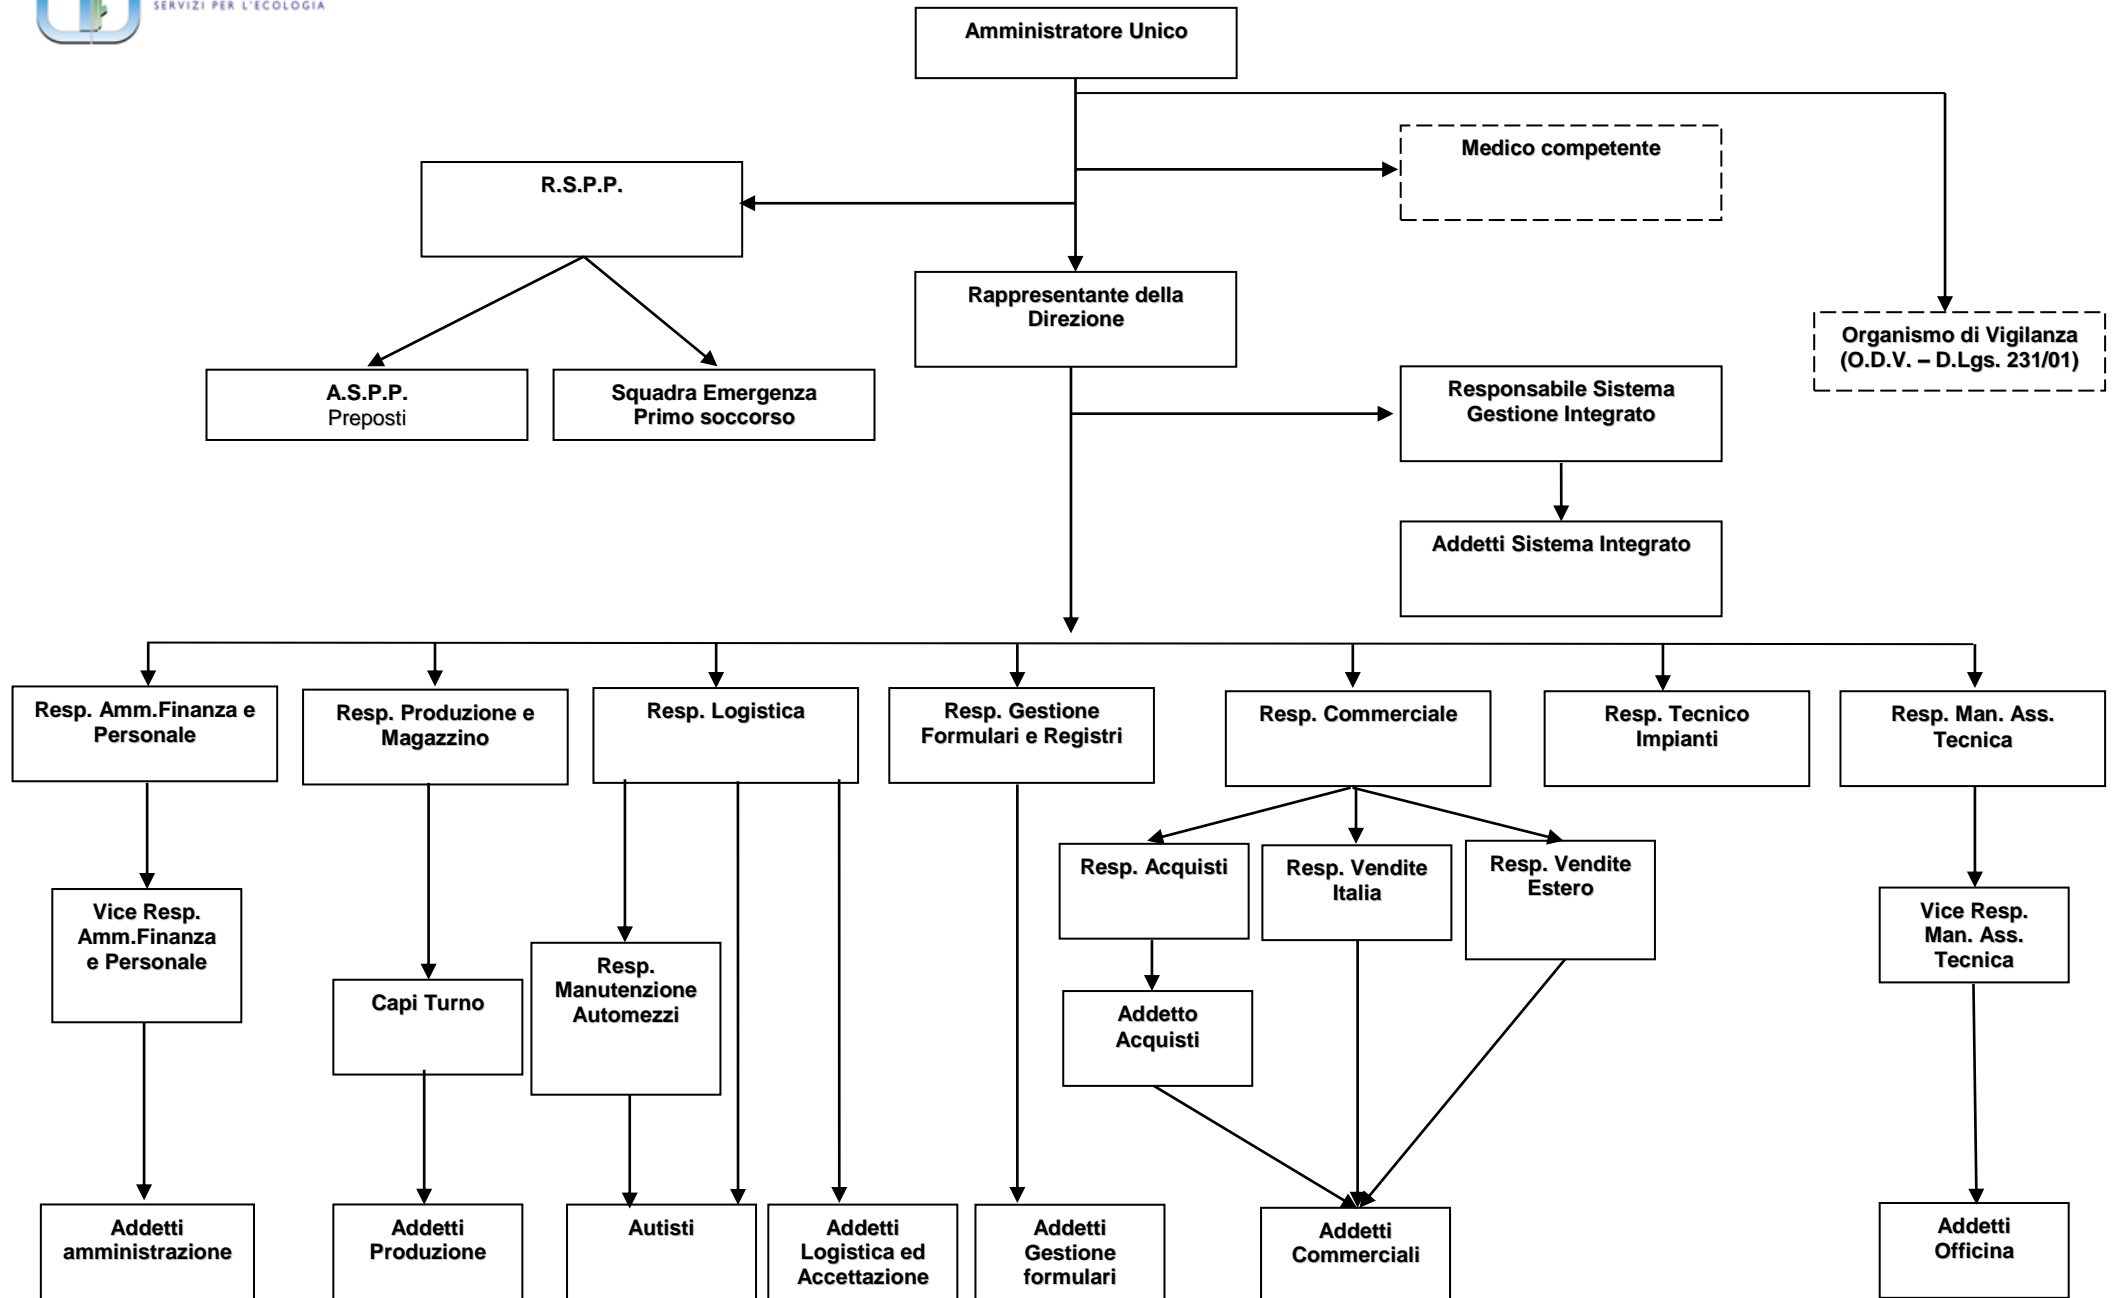 SERVIZI PER L'ECOLOGIA
Amministratore Unico
Medico competente
R.S.P.P.
Rappresentante della
Direzione
Organismo di Vigilanza
(O.D.V. – D.Lgs. 231/01)
A.S.P.P.
Preposti
Squadra Emergenza
Primo soccorso
Responsabile Sistema
Gestione Integrato
Addetti Sistema Integrato
Resp. Amm.Finanza e
Personale
Resp. Produzione e
Magazzino
Resp. Logistica
Resp. Gestione
Formulari e Registri
Resp. Commerciale
Resp. Tecnico
Impianti
Resp. Man. Ass.
Tecnica
Resp. Acquisti
Resp. Vendite
Italia
Resp. Vendite
Estero
Vice Resp.
Amm.Finanza
e Personale
Capi Turno
Resp.
Manutenzione
Automezzi
Addetto
Acquisti
Vice Resp.
Man. Ass.
Tecnica
Addetti
amministrazione
Addetti
Produzione
Autisti
Addetti
Logistica ed
Accettazione
Addetti
Gestione
formulari
Addetti
Commerciali
Addetti
Officina